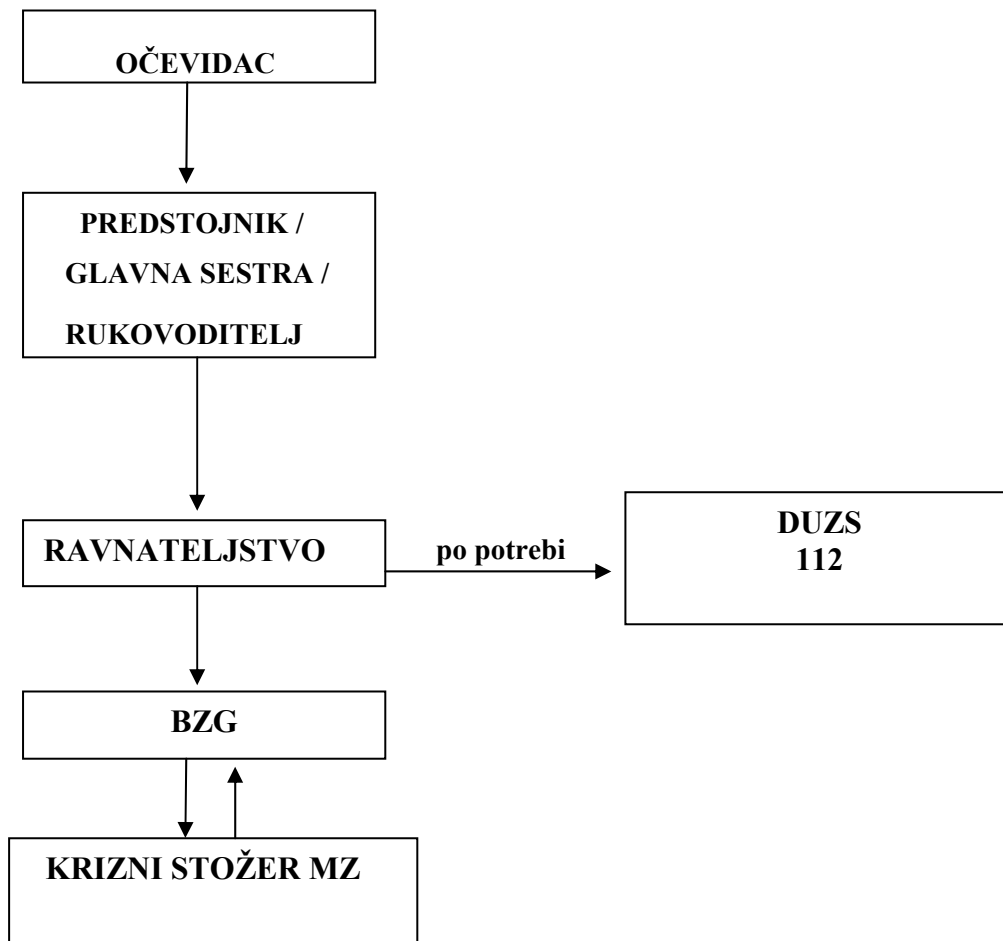 OČEVIDAC
PREDSTOJNIK /
GLAVNA SESTRA /
RUKOVODITELJ
RAVNATELJSTVO
po potrebi
DUZS
112
BZG
KRIZNI STOŽER MZ